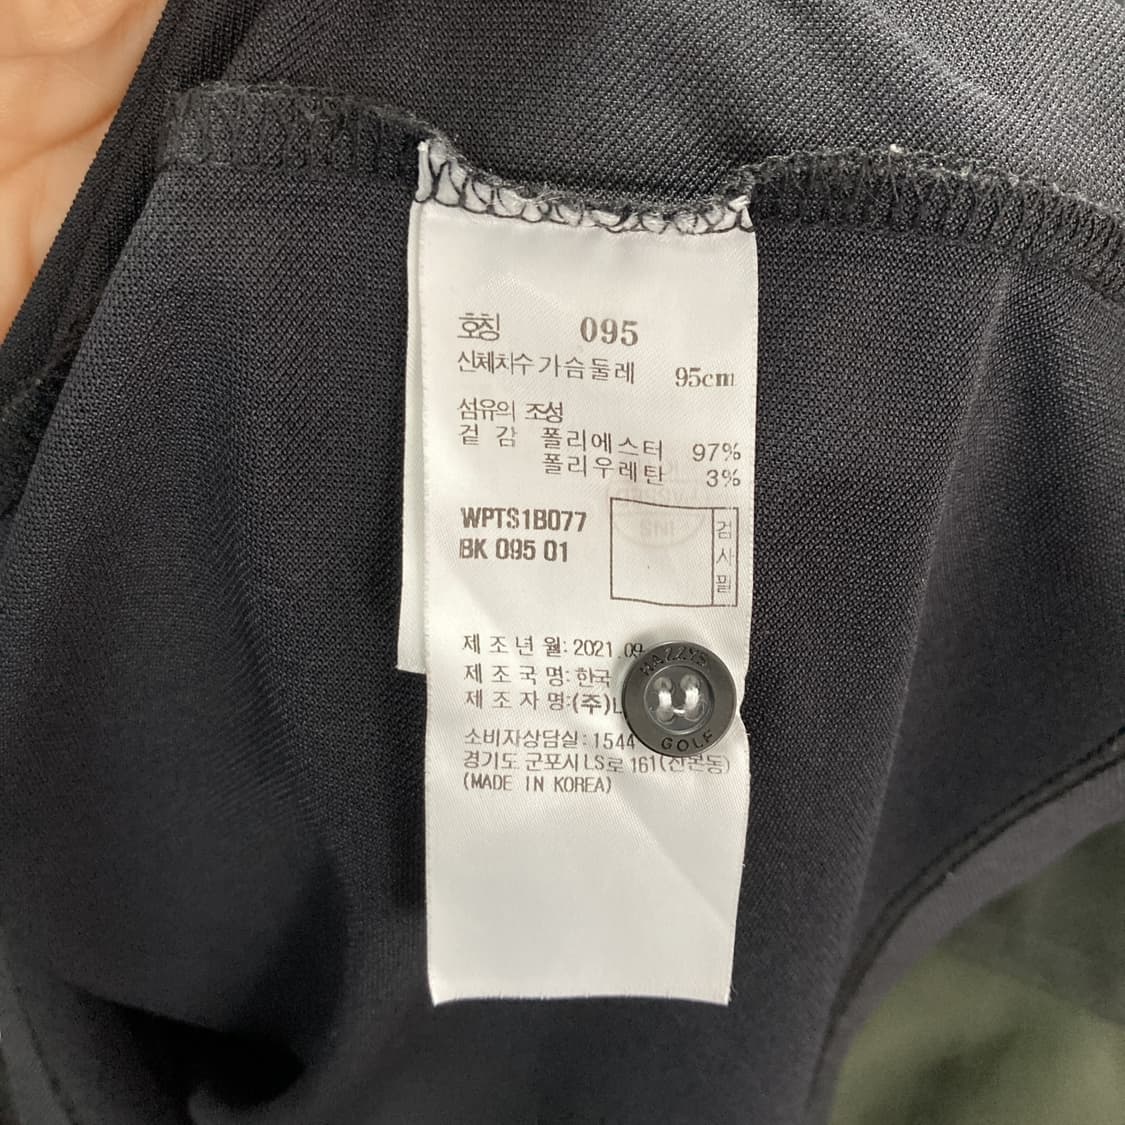 호칭 095
신체치수 가슴둘레 95cm
섬유의 조성
겉 감 폴리에스터 97%
폴리우레탄 3%
WPTS1B077
BK 095 01
검사필
제 조 년 월: 2021.09
제 조 국 명: 한국
제 조 자 명:(주)L
HAZZYS
GOLF
소비자상담실: 1544
경기도 군포시 LS로 161(산본동)
(MADE IN KOREA)